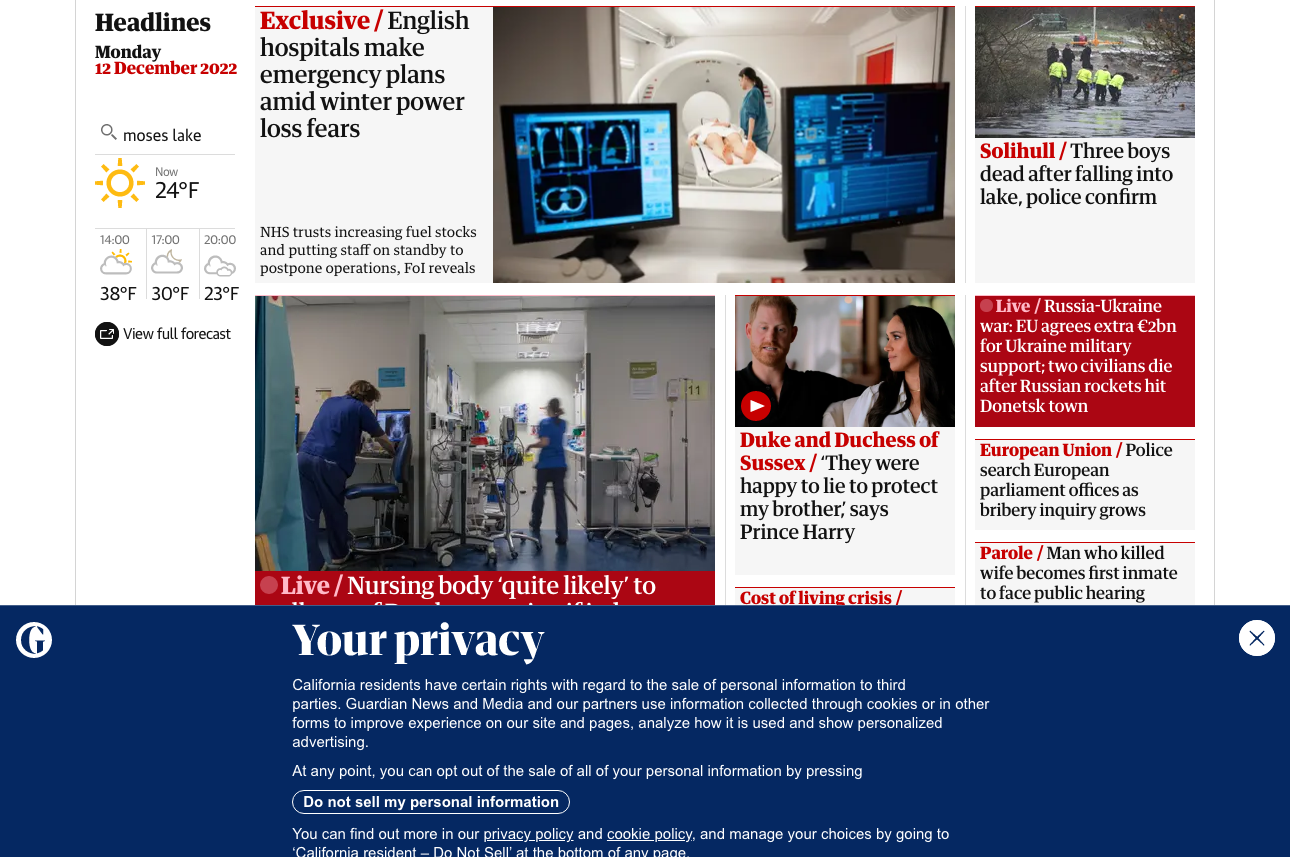 Headlines
Monday
12 December 2022
moses lake
Now
24°F
14:00
17:00
20:00
38°F
30°F
23°F
View full forecast
Exclusive / English
hospitals make
emergency plans
amid winter power
loss fears
NHS trusts increasing fuel stocks
and putting staff on standby to
postpone operations, FoI reveals
Solihull / Three boys
dead after falling into
lake, police confirm
11
Live / Nursing body ‘quite likely’ to
Duke and Duchess of
Sussex / ‘They were
happy to lie to protect
my brother,’ says
Prince Harry
Cost of living crisis /
Live / Russia-Ukraine
war: EU agrees extra €2bn
for Ukraine military
support; two civilians die
after Russian rockets hit
Donetsk town
European Union / Police
search European
parliament offices as
bribery inquiry grows
Parole / Man who killed
wife becomes first inmate
to face public hearing
G
Your privacy
California residents have certain rights with regard to the sale of personal information to third
parties. Guardian News and Media and our partners use information collected through cookies or in other
forms to improve experience on our site and pages, analyze how it is used and show personalized
advertising.
At any point, you can opt out of the sale of all of your personal information by pressing
Do not sell my personal information
You can find out more in our privacy policy and cookie policy, and manage your choices by going to
‘California resident – Do Not Sell’ at the bottom of any page.